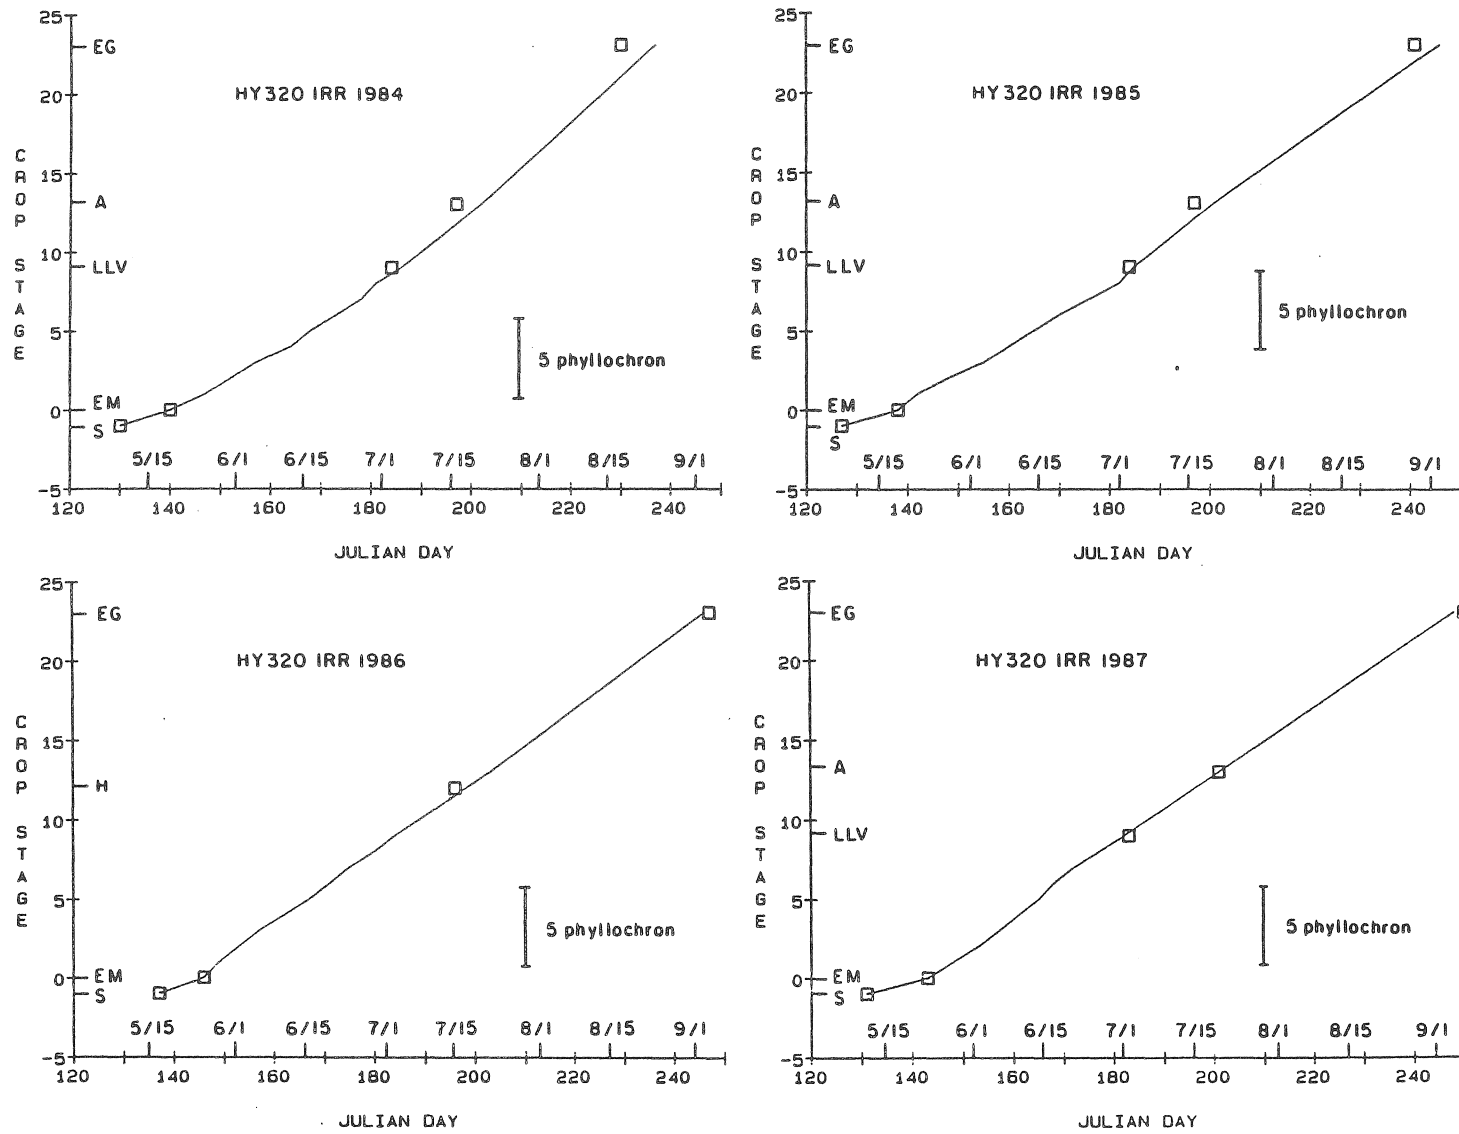 25
EG
HY320 IRR 1984
20
CROP STAGE
15
A
10
LLV
5
5 phyllochron
EM
0
S
5/15 6/1 6/15 7/1 7/15 8/1 8/15 9/1
-5
120 140 160 180 200 220 240
JULIAN DAY
25
EG
HY320 IRR 1985
20
CROP STAGE
15
A
10
LLV
5
5 phyllochron
EM
0
S
5/15 6/1 6/15 7/1 7/15 8/1 8/15 9/1
-5
120 140 160 180 200 220 240
JULIAN DAY
25
EG
HY320 IRR 1986
20
CROP STAGE
15
H
10
5
5 phyllochron
EM
0
S
5/15 6/1 6/15 7/1 7/15 8/1 8/15 9/1
-5
120 140 160 180 200 220 240
JULIAN DAY
25
EG
HY320 IRR 1987
20
CROP STAGE
15
A
10
LLV
5
5 phyllochron
EM
0
S
5/15 6/1 6/15 7/1 7/15 8/1 8/15 9/1
-5
120 140 160 180 200 220 240
JULIAN DAY